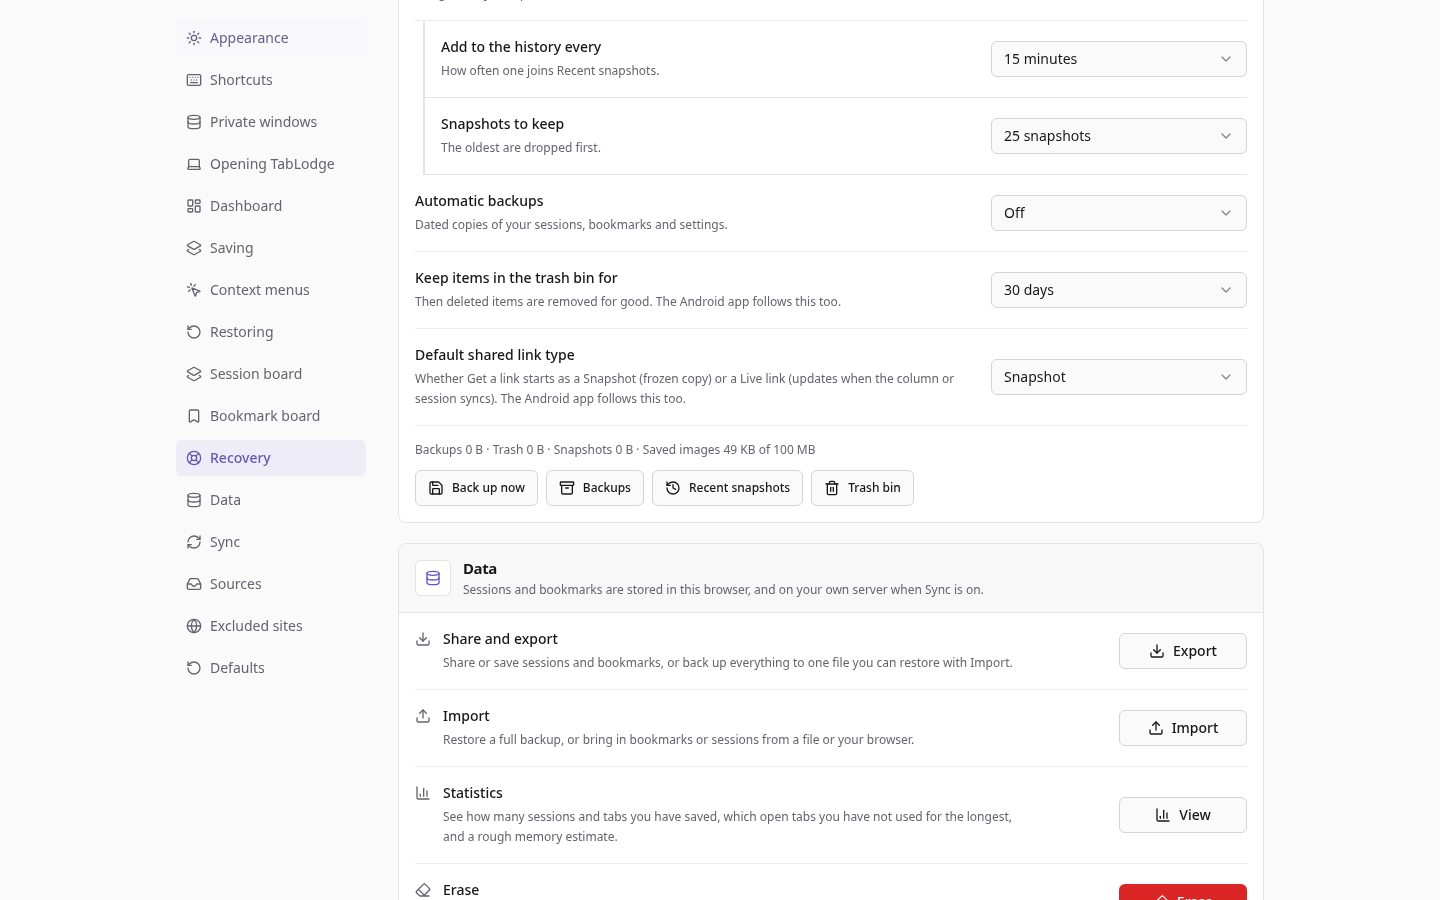 Appearance
Shortcuts
Private windows
Opening TabLodge
Dashboard
Saving
Context menus
Restoring
Session board
Bookmark board
Recovery
Data
Sync
Sources
Excluded sites
Defaults
Add to the history every
How often one joins Recent snapshots.
15 minutes
Snapshots to keep
The oldest are dropped first.
25 snapshots
Automatic backups
Dated copies of your sessions, bookmarks and settings.
Off
Keep items in the trash bin for
Then deleted items are removed for good. The Android app follows this too.
30 days
Default shared link type
Whether Get a link starts as a Snapshot (frozen copy) or a Live link (updates when the column or
session syncs). The Android app follows this too.
Snapshot
Backups 0 B · Trash 0 B · Snapshots 0 B · Saved images 49 KB of 100 MB
Back up now
Backups
Recent snapshots
Trash bin
Data
Sessions and bookmarks are stored in this browser, and on your own server when Sync is on.
Share and export
Share or save sessions and bookmarks, or back up everything to one file you can restore with Import.
Export
Import
Restore a full backup, or bring in bookmarks or sessions from a file or your browser.
Import
Statistics
See how many sessions and tabs you have saved, which open tabs you have not used for the longest,
and a rough memory estimate.
View
Erase
Erase